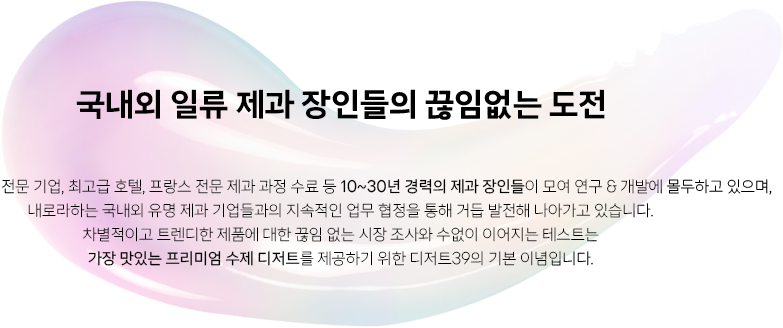 국내외 일류 제과 장인들의 끊임없는 도전
전문 기업, 최고급 호텔, 프랑스 전문 제과 과정 수료 등 10~30년 경력의 제과 장인들이 모여 연구 & 개발에 몰두하고 있으며,
내로라하는 국내외 유명 제과 기업들과의 지속적인 업무 협정을 통해 거듭 발전해 나아가고 있습니다.
차별적이고 트렌디한 제품에 대한 끊임 없는 시장 조사와 수없이 이어지는 테스트는
가장 맛있는 프리미엄 수제 디저트를 제공하기 위한 디저트39의 기본 이념입니다.